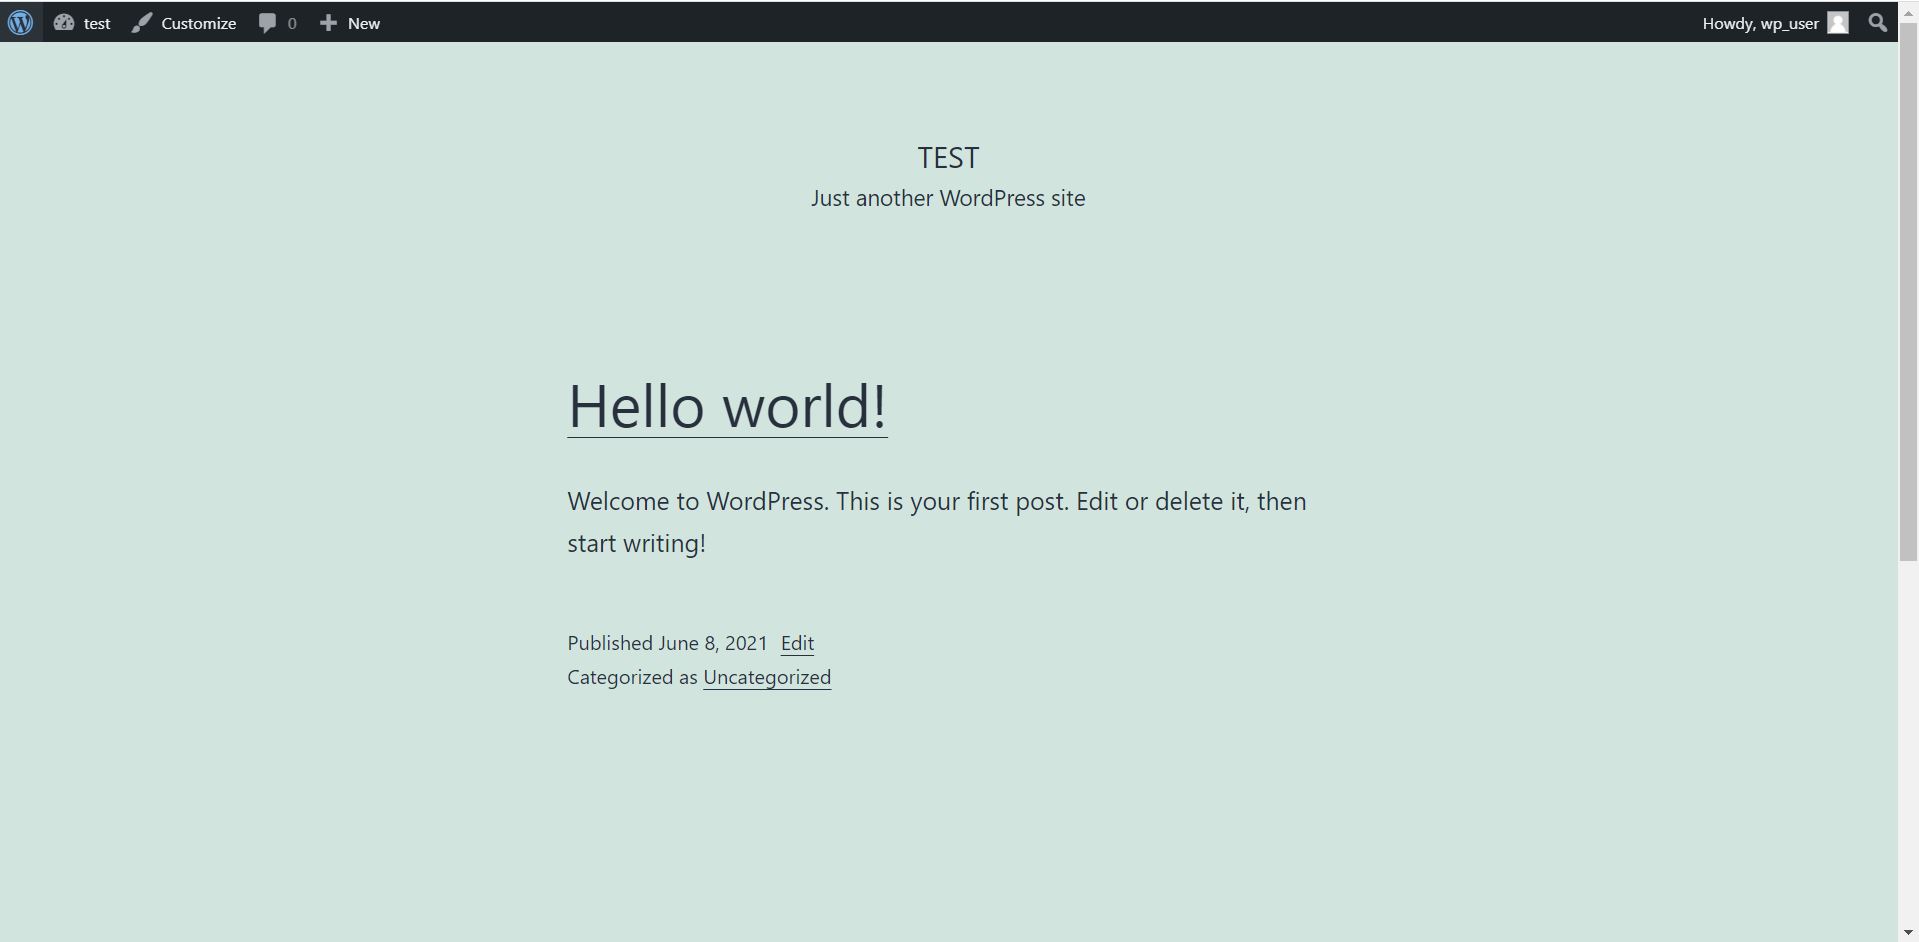 test Customize 0 New Howdy, wp_user
TEST
Just another WordPress site
Hello world!
Welcome to WordPress. This is your first post. Edit or delete it, then
start writing!
Published June 8, 2021 Edit
Categorized as Uncategorized